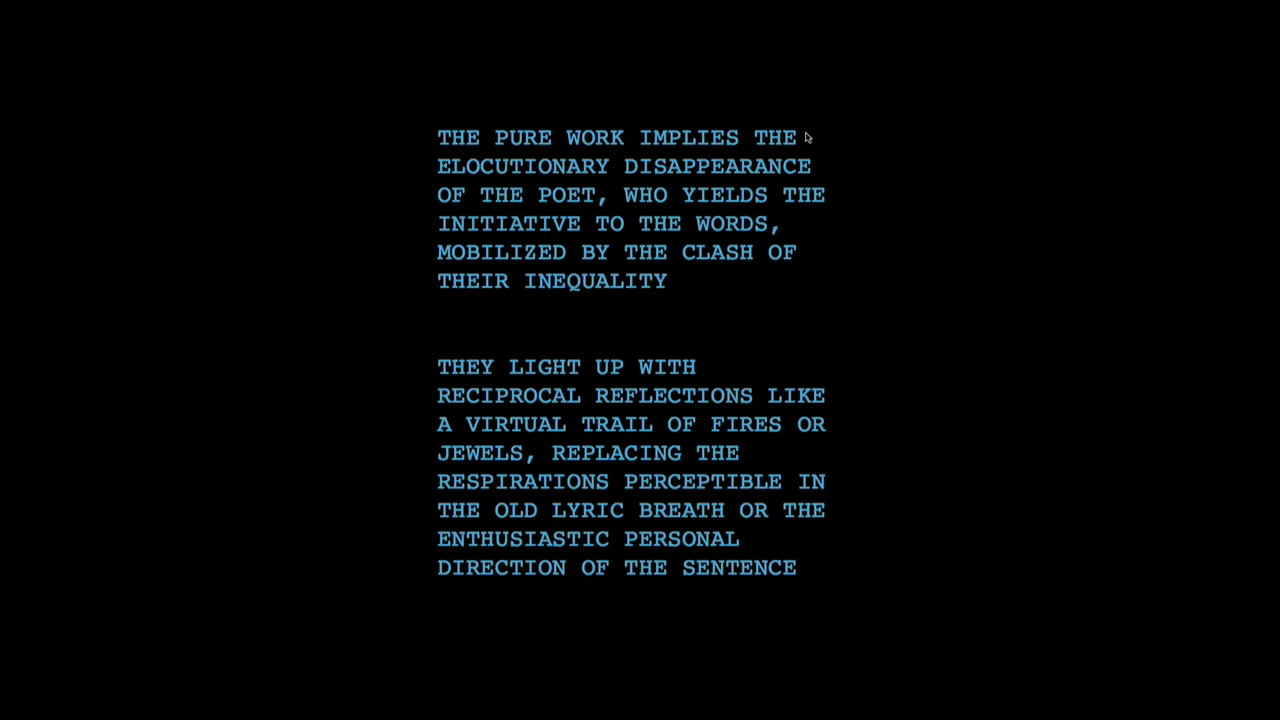 THE PURE WORK IMPLIES THE
ELOCUTIONARY DISAPPEARANCE
OF THE POET, WHO YIELDS THE
INITIATIVE TO THE WORDS,
MOBILIZED BY THE CLASH OF
THEIR INEQUALITY
THEY LIGHT UP WITH
RECIPROCAL REFLECTIONS LIKE
A VIRTUAL TRAIL OF FIRES OR
JEWELS, REPLACING THE
RESPIRATIONS PERCEPTIBLE IN
THE OLD LYRIC BREATH OR THE
ENTHUSIASTIC PERSONAL
DIRECTION OF THE SENTENCE